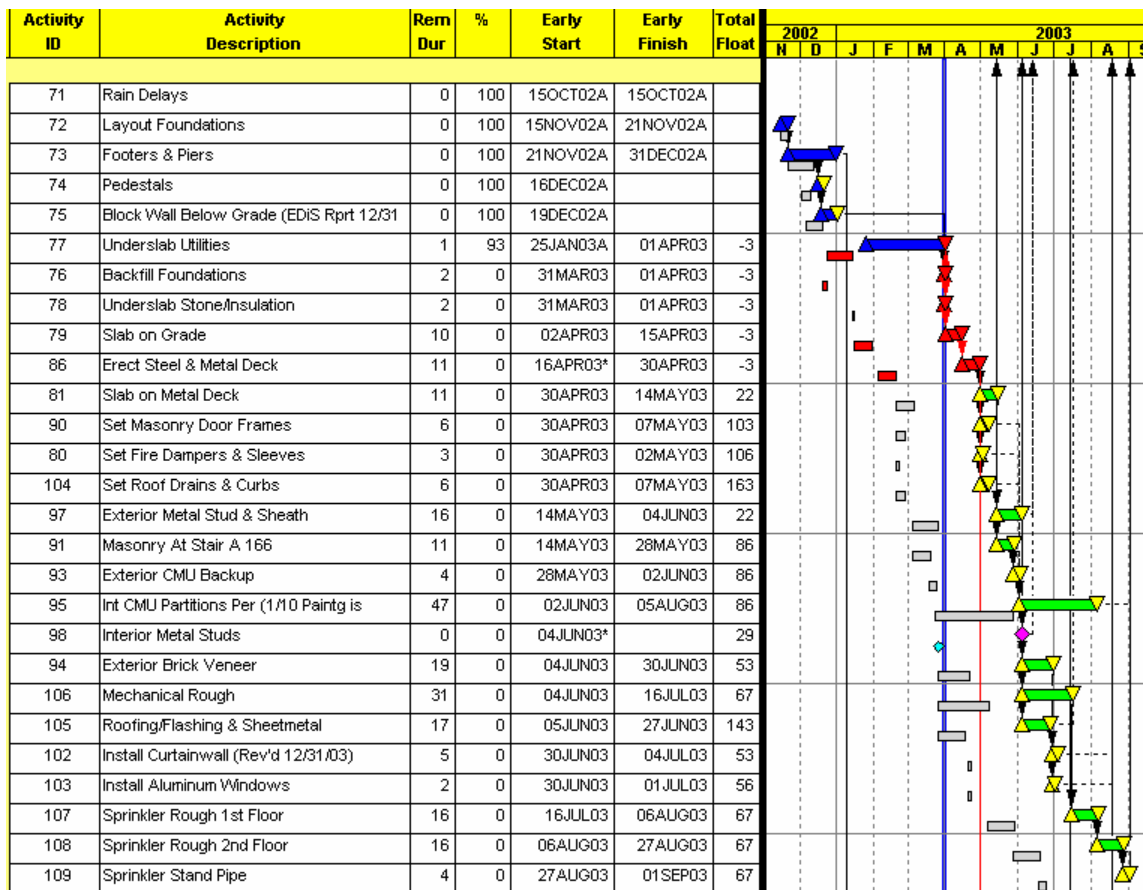 Activity ID Activity Description Rem Dur % Early Start Early Finish Total Float 2002 2003
N D J F M A M J J A S
71 Rain Delays 0 100 15OCT02A 15OCT02A
72 Layout Foundations 0 100 15NOV02A 21NOV02A
73 Footers & Piers 0 100 21NOV02A 31DEC02A
74 Pedestals 0 100 16DEC02A
75 Block Wall Below Grade (EDiS Rprt 12/31 0 100 19DEC02A
77 Underslab Utilities 1 93 25JAN03A 01APR03 -3
76 Backfill Foundations 2 0 31MAR03 01APR03 -3
78 Underslab Stone/Insulation 2 0 31MAR03 01APR03 -3
79 Slab on Grade 10 0 02APR03 15APR03 -3
86 Erect Steel & Metal Deck 11 0 16APR03* 30APR03 -3
81 Slab on Metal Deck 11 0 30APR03 14MAY03 22
90 Set Masonry Door Frames 6 0 30APR03 07MAY03 103
80 Set Fire Dampers & Sleeves 3 0 30APR03 02MAY03 106
104 Set Roof Drains & Curbs 6 0 30APR03 07MAY03 163
97 Exterior Metal Stud & Sheath 16 0 14MAY03 04JUN03 22
91 Masonry At Stair A 166 11 0 14MAY03 28MAY03 86
93 Exterior CMU Backup 4 0 28MAY03 02JUN03 86
95 Int CMU Partitions Per (1/10 Paintg is 47 0 02JUN03 05AUG03 86
98 Interior Metal Studs 0 0 04JUN03* 29
94 Exterior Brick Veneer 19 0 04JUN03 30JUN03 53
106 Mechanical Rough 31 0 04JUN03 16JUL03 67
105 Roofing/Flashing & Sheetmetal 17 0 05JUN03 27JUN03 143
102 Install Curtainwall (Rev'd 12/31/03) 5 0 30JUN03 04JUL03 53
103 Install Aluminum Windows 2 0 30JUN03 01JUL03 56
107 Sprinkler Rough 1st Floor 16 0 16JUL03 06AUG03 67
108 Sprinkler Rough 2nd Floor 16 0 06AUG03 27AUG03 67
109 Sprinkler Stand Pipe 4 0 27AUG03 01SEP03 67